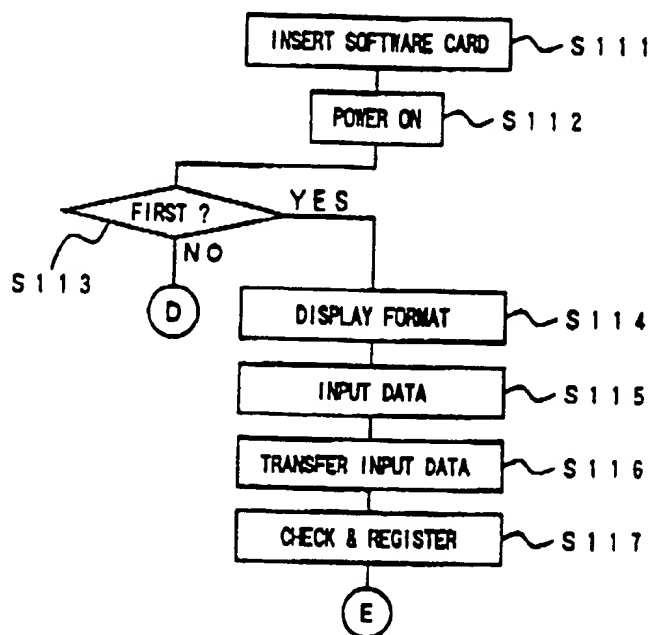 INSERT SOFTWARE CARD S111
POWER ON S112
FIRST ? YES
NO
S113
D
DISPLAY FORMAT S114
INPUT DATA S115
TRANSFER INPUT DATA S116
CHECK & REGISTER S117
E